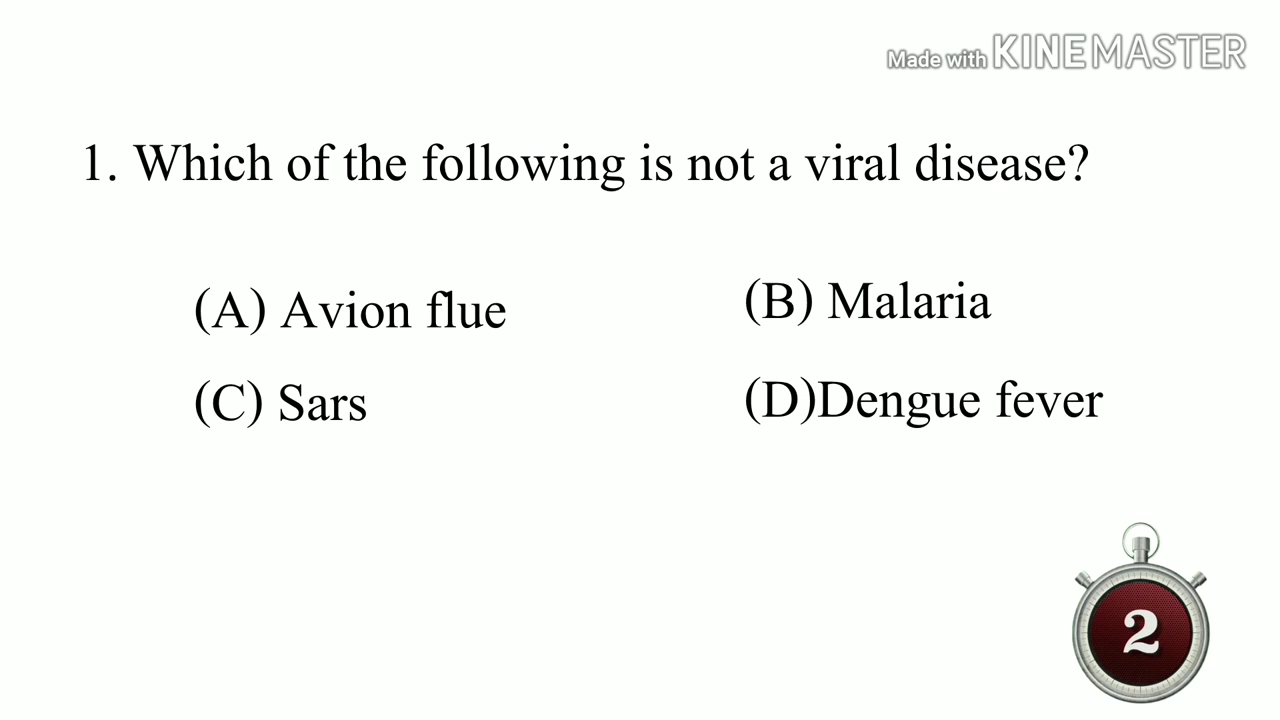 Made with KINEMASTER
1. Which of the following is not a viral disease?
(A) Avion flue
(B) Malaria
(C) Sars
(D)Dengue fever
2